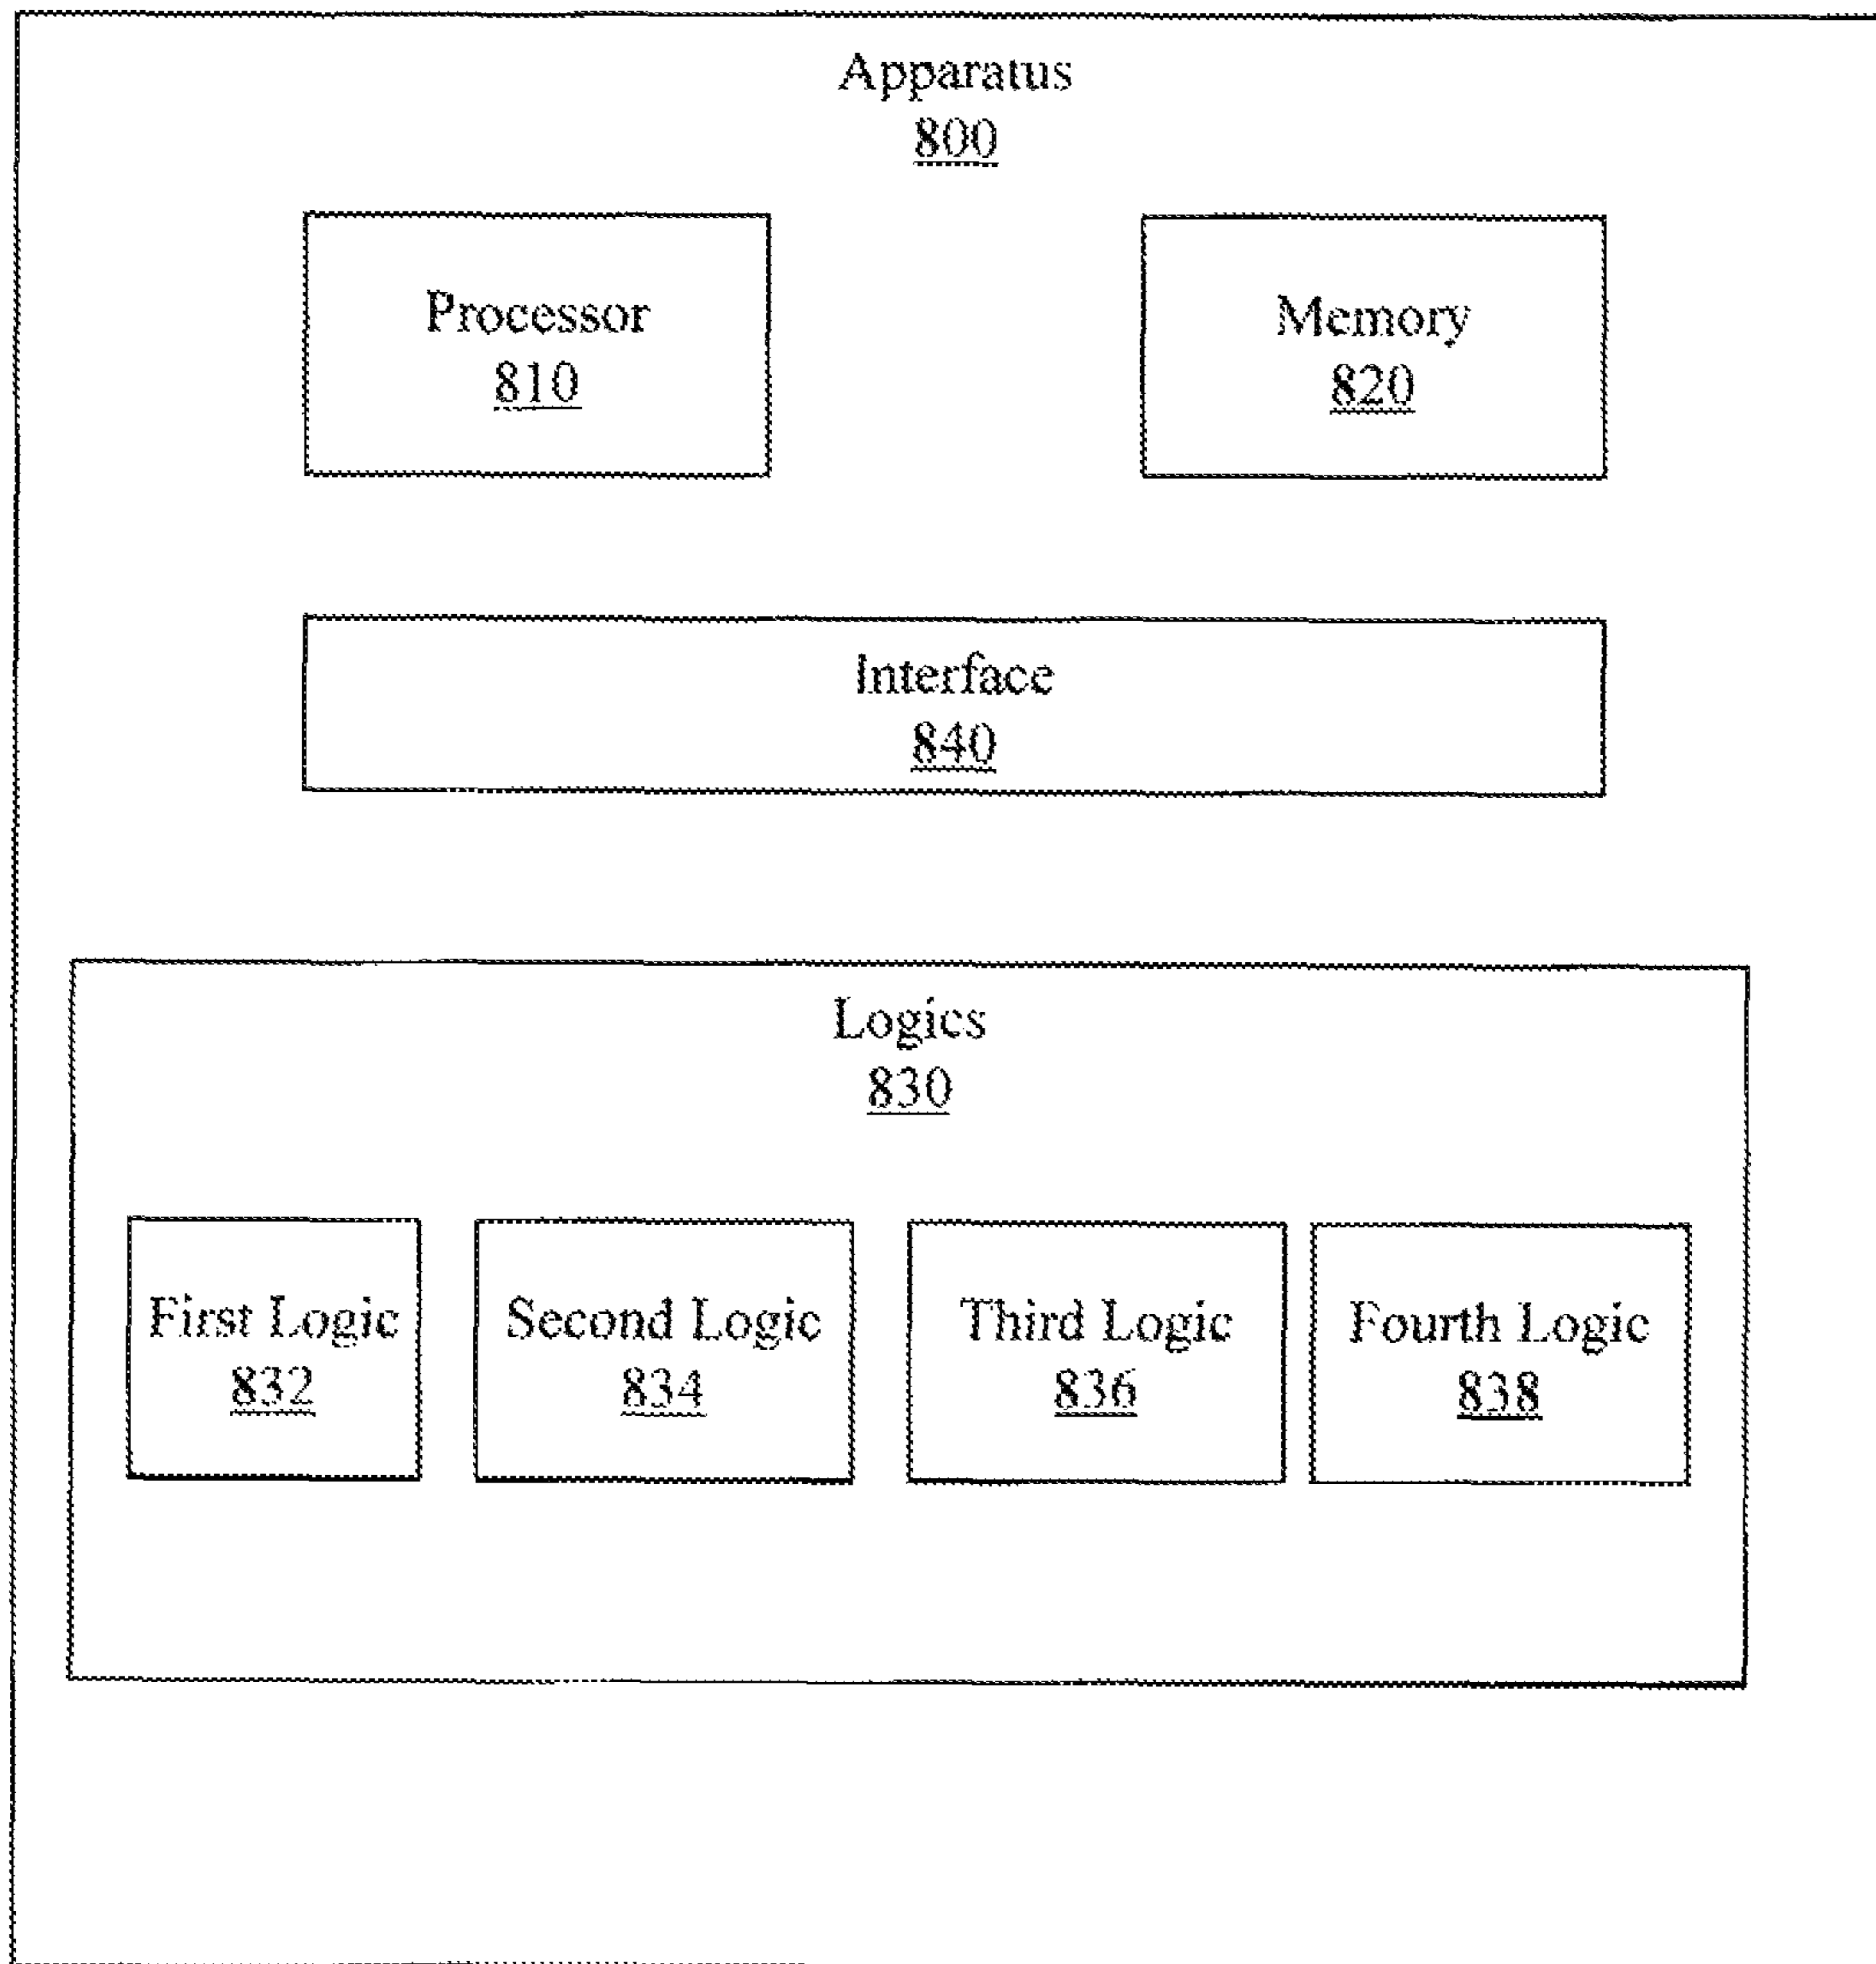 Apparatus
800
Processor
810
Memory
820
Interface
840
Logics
830
First Logic
832
Second Logic
834
Third Logic
836
Fourth Logic
838